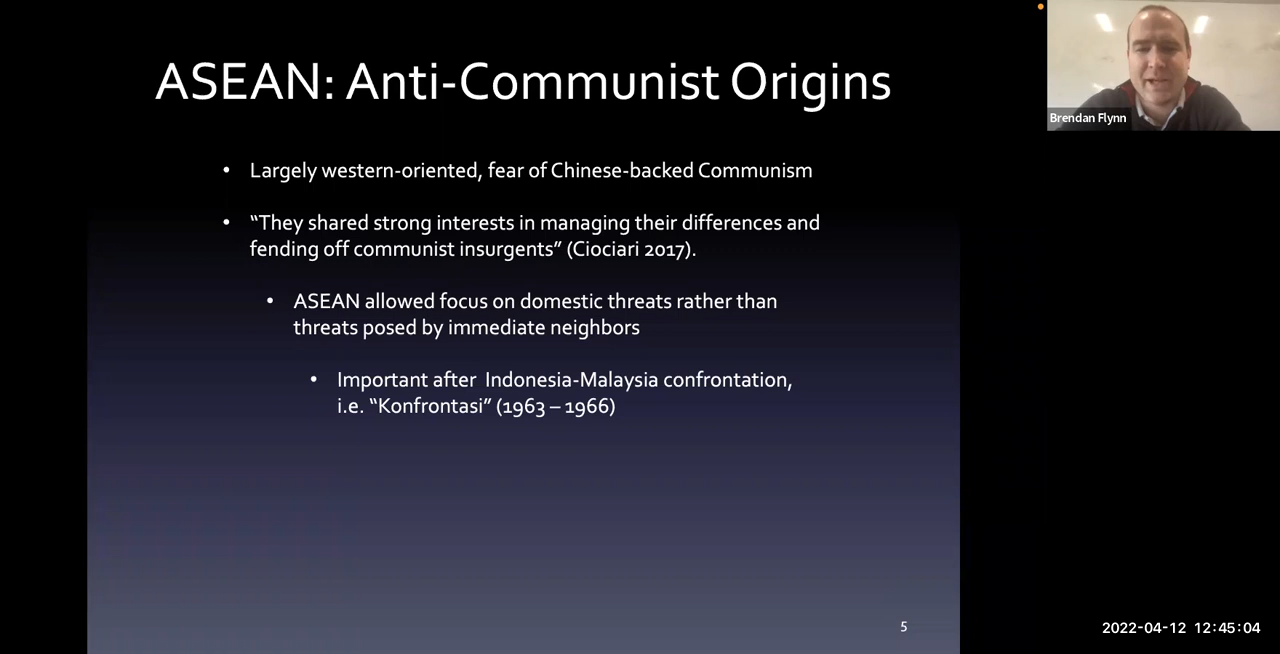 ASEAN: Anti-Communist Origins
Brendan Flynn
• Largely western-oriented, fear of Chinese-backed Communism
• “They shared strong interests in managing their differences and
fending off communist insurgents” (Ciociari 2017).
• ASEAN allowed focus on domestic threats rather than
threats posed by immediate neighbors
• Important after Indonesia-Malaysia confrontation,
i.e. “Konfrontasi” (1963 – 1966)
5
2022-04-12 12:45:04